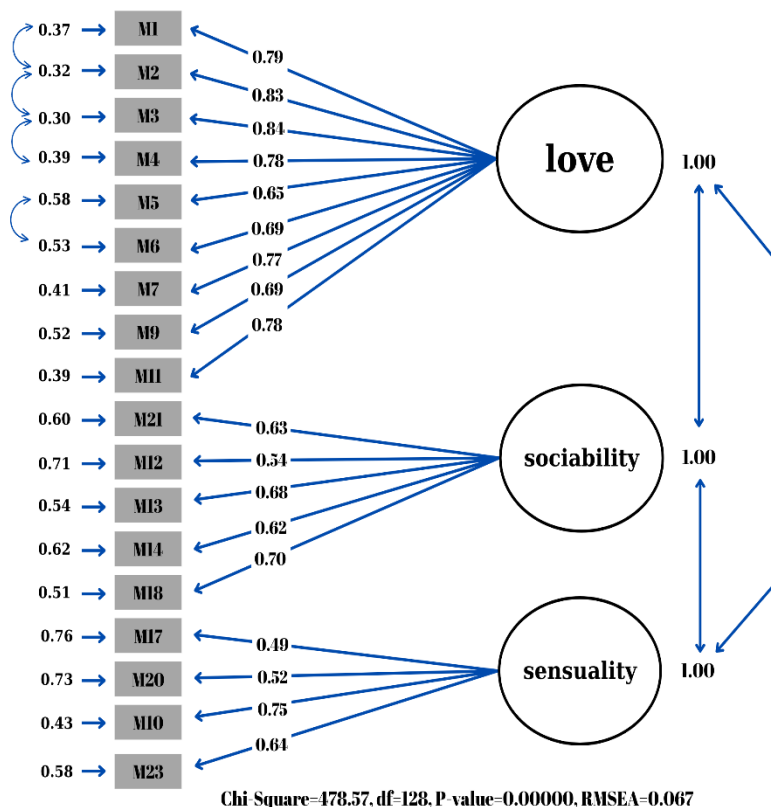 0.37 M1
0.79
0.32 M2
0.83
0.30 M3
0.84
love
1.00
0.39 M4
0.78
0.58 M5
0.65
0.53 M6
0.69
0.41 M7
0.77
0.52 M9
0.69
0.39 M11
0.78
0.60 M21
0.63
0.71 M12
0.54
sociability
1.00
0.54 M13
0.68
0.62 M14
0.62
0.51 M18
0.70
0.76 M17
0.49
0.73 M20
0.52
sensuality
1.00
0.43 M10
0.75
0.58 M23
0.64
Chi-Square=478.57, df=128, P-value=0.00000, RMSEA=0.067